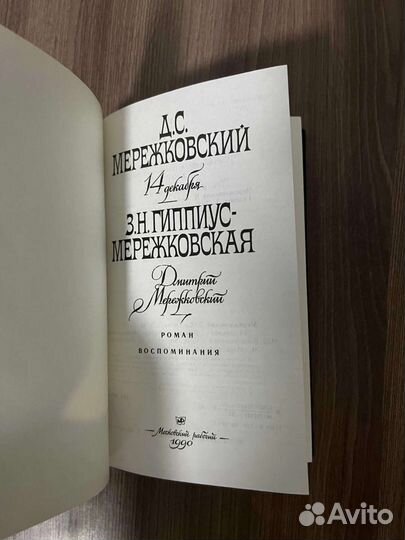 Д.С.
МЕРЕЖКОВСКИЙ
14 декабря
З.Н.ГИППИУС-
МЕРЕЖКОВСКАЯ
Дмитрий
Мережковский
РОМАН
ВОСПОМИНАНИЯ
Московский рабочий
1990
Avito